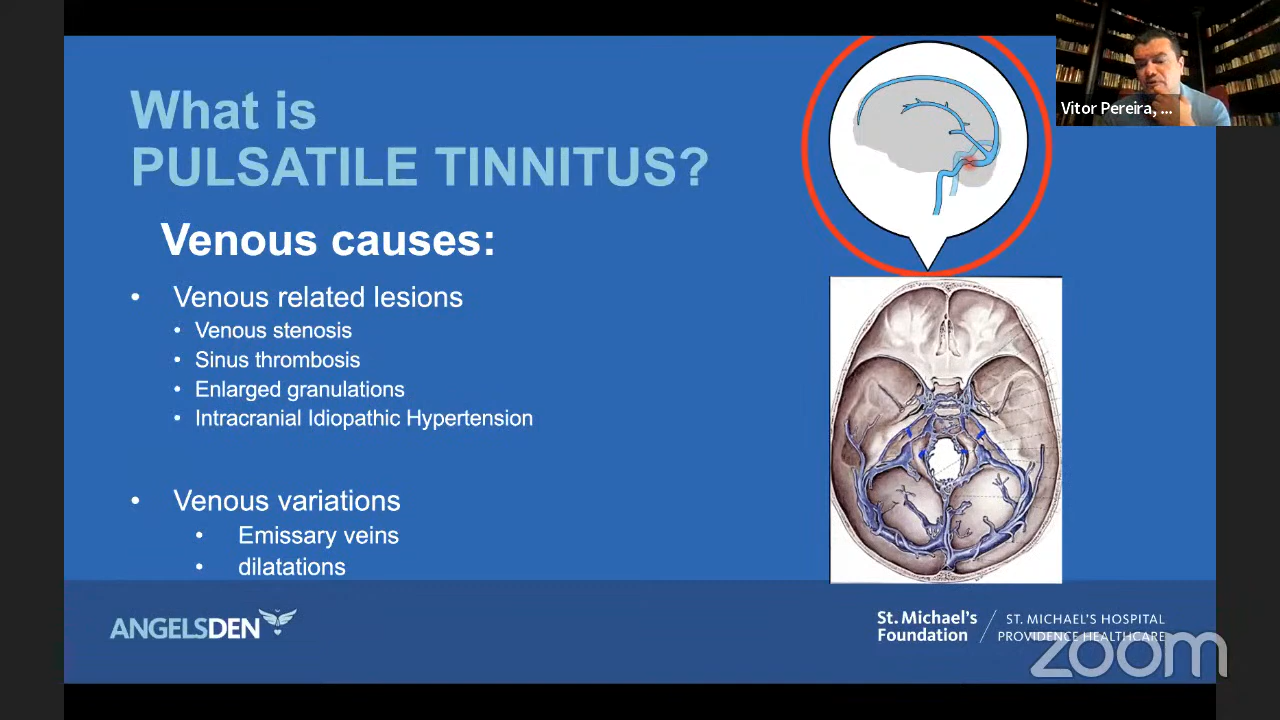 What is
PULSATILE TINNITUS?
Venous causes:
• Venous related lesions
• Venous stenosis
• Sinus thrombosis
• Enlarged granulations
• Intracranial Idiopathic Hypertension
• Venous variations
• Emissary veins
• dilatations
Vitor Pereira, ...
ANGELSDEN
St. Michael's
Foundation
ST. MICHAEL'S HOSPITAL
PROVIDENCE HEALTHCARE
zoom